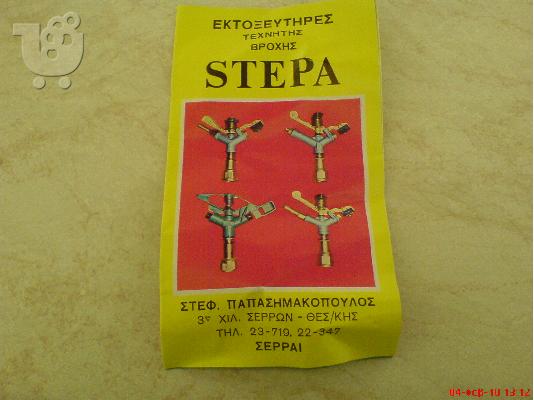 ΕΚΤΟΞΕΥΤΗΡΕΣ
ΤΕΧΝΗΤΗΣ
ΒΡΟΧΗΣ
STEPA
ΣΤΕΦ. ΠΑΠΑΣΗΜΑΚΟΠΟΥΛΟΣ
3ο ΧΙΛ. ΣΕΡΡΩΝ - ΘΕΣ/ΚΗΣ
ΤΗΛ. 23-719, 22-347
ΣΕΡΡΑΙ
04-Φεβ-10 13:12